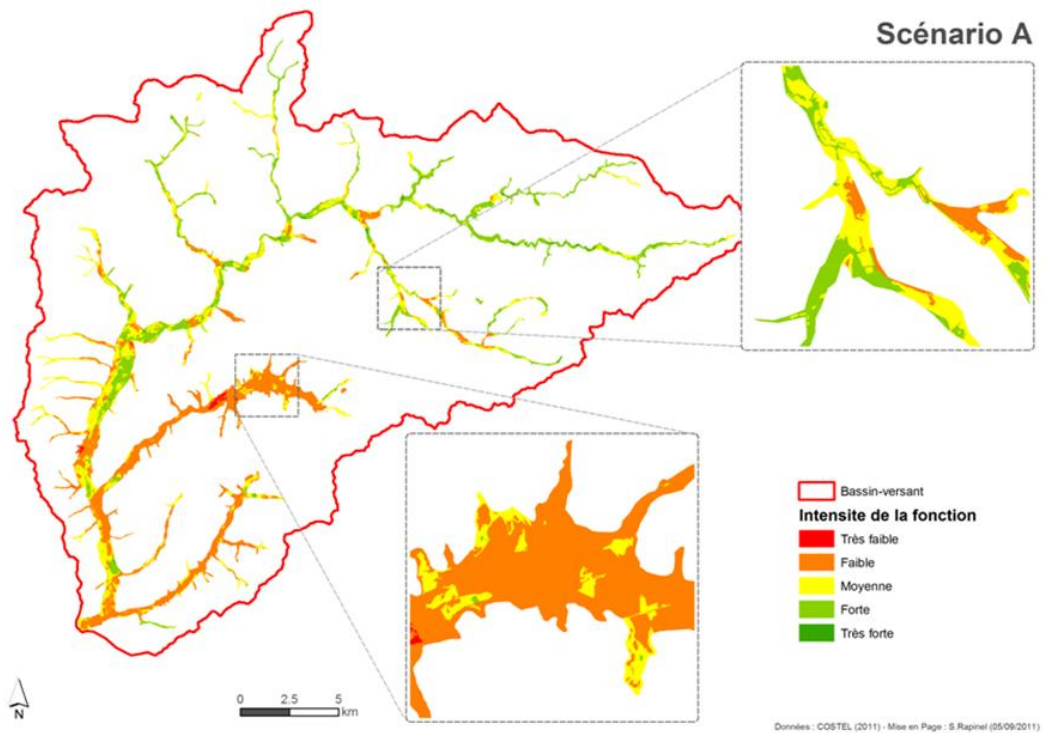 Scénario A
Bassin-versant
Intensite de la fonction
Très faible
Faible
Moyenne
Forte
Très forte
N
0 2.5 5
km
Données : COSTEL (2011) - Mise en Page : S.Rapinel (05/09/2011)